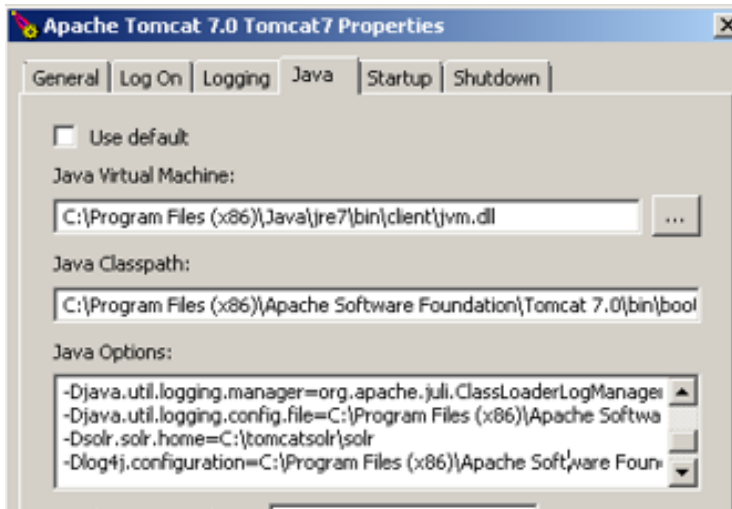 Apache Tomcat 7.0 Tomcat7 Properties
General Log On Logging Java Startup Shutdown
Use default
Java Virtual Machine:
C:\Program Files (x86)\Java\jre7\bin\client\jvm.dll ...
Java Classpath:
C:\Program Files (x86)\Apache Software Foundation\Tomcat 7.0\bin\boot
Java Options:
-Djava.util.logging.manager=org.apache.juli.ClassLoaderLogManager
-Djava.util.logging.config.file=C:\Program Files (x86)\Apache Softwa
-Dsolr.solr.home=C:\tomcatsolr\solr
-Dlog4j.configuration=C:\Program Files (x86)\Apache Software Foun